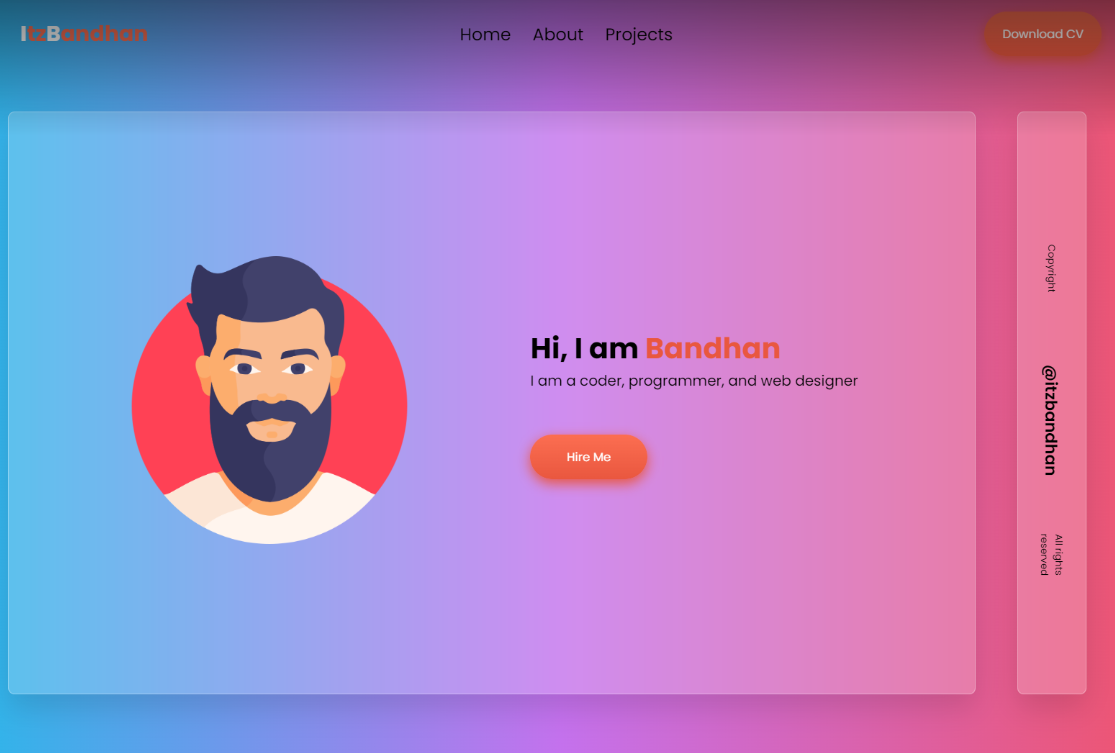 ItzBandhan
Home About Projects
Download CV
Hi, I am Bandhan
I am a coder, programmer, and web designer
Hire Me
Copyright
@itzbandhan
All rights
reserved